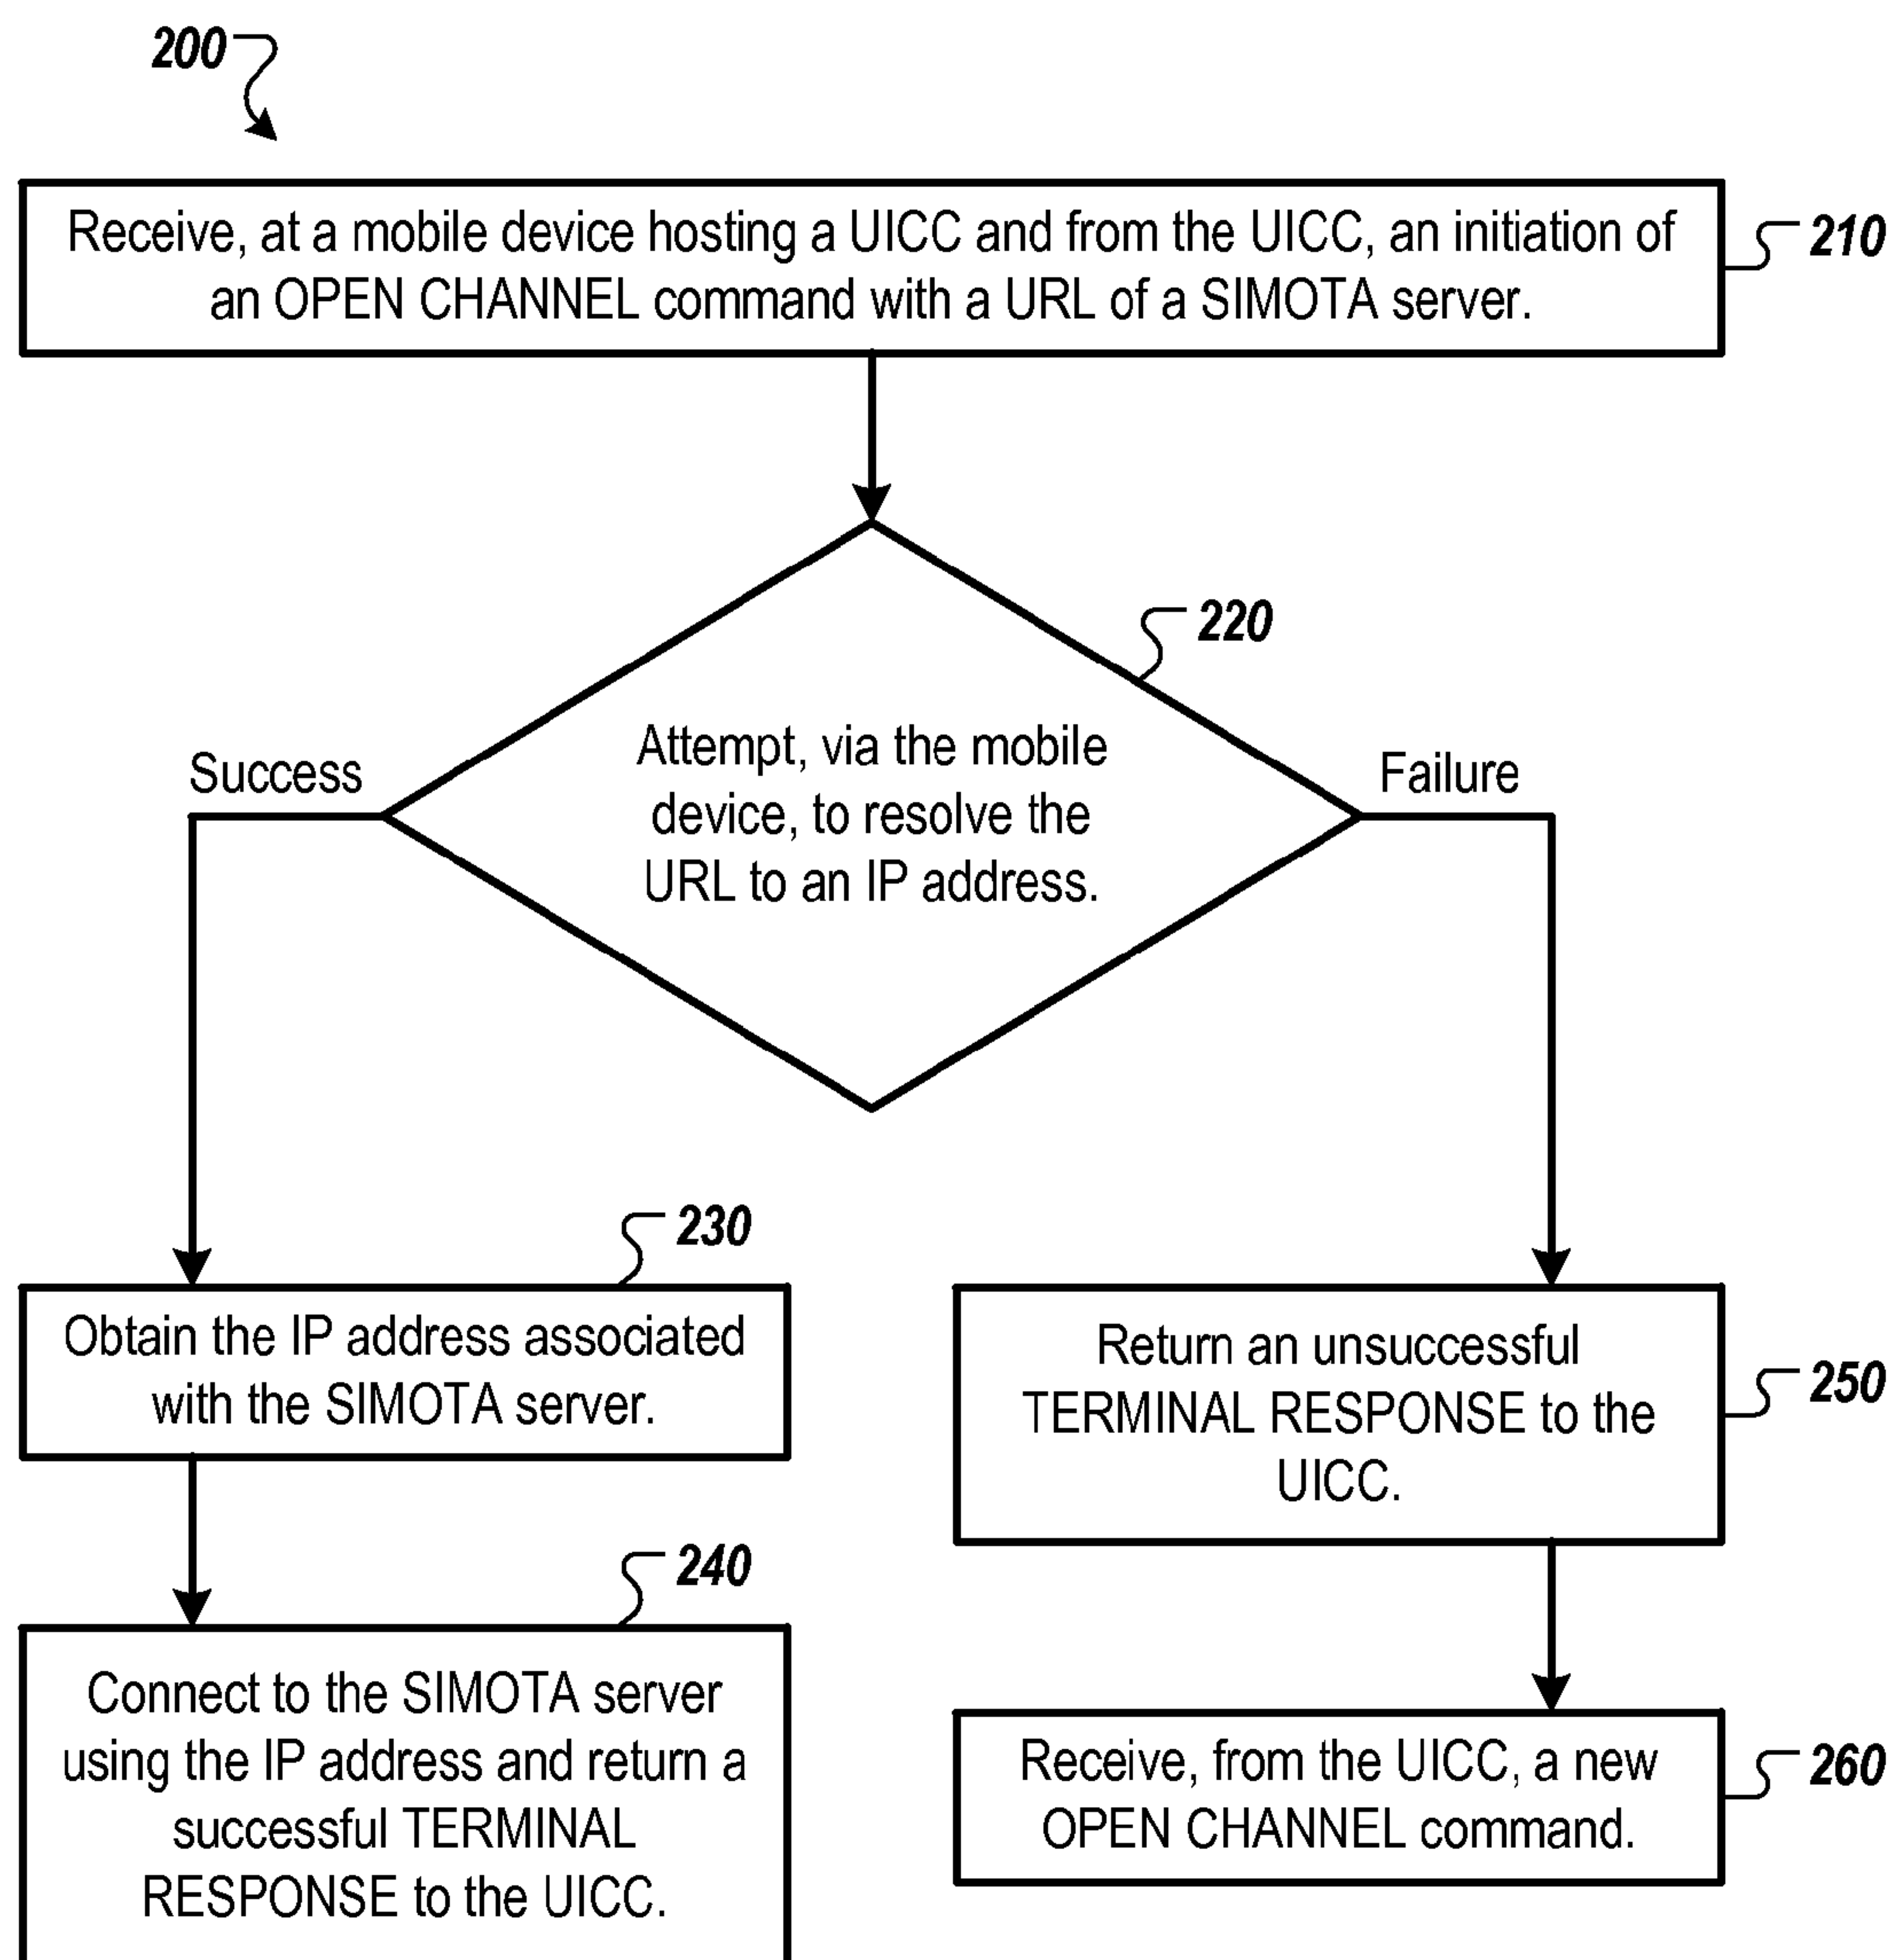 200
Receive, at a mobile device hosting a UICC and from the UICC, an initiation of
an OPEN CHANNEL command with a URL of a SIMOTA server.
210
220
Attempt, via the mobile
device, to resolve the
URL to an IP address.
Success
Failure
230
Obtain the IP address associated
with the SIMOTA server.
240
Connect to the SIMOTA server
using the IP address and return a
successful TERMINAL
RESPONSE to the UICC.
Return an unsuccessful
TERMINAL RESPONSE to the
UICC.
250
Receive, from the UICC, a new
OPEN CHANNEL command.
260